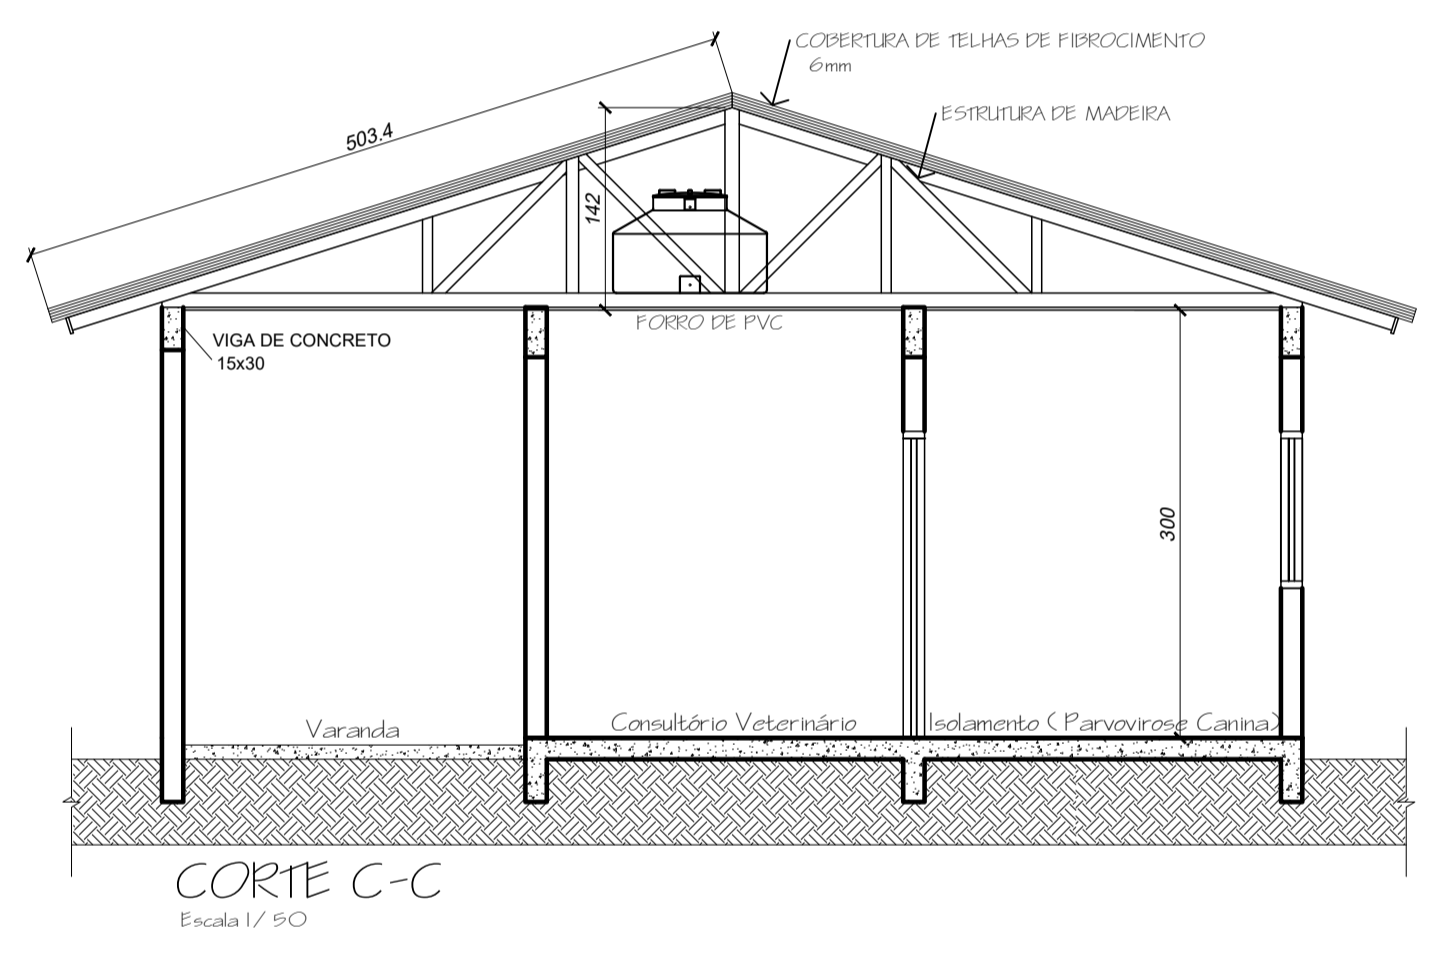 COBERTURA DE TELHAS DE FIBROCIMENTO
6mm
ESTRUTURA DE MADEIRA
503.4
142
FORRO DE PVC
VIGA DE CONCRETO
15x30
300
Varanda
Consultório Veterinário
Isolamento (Parvovirose Canina)
CORTE C-C
Escala 1/50